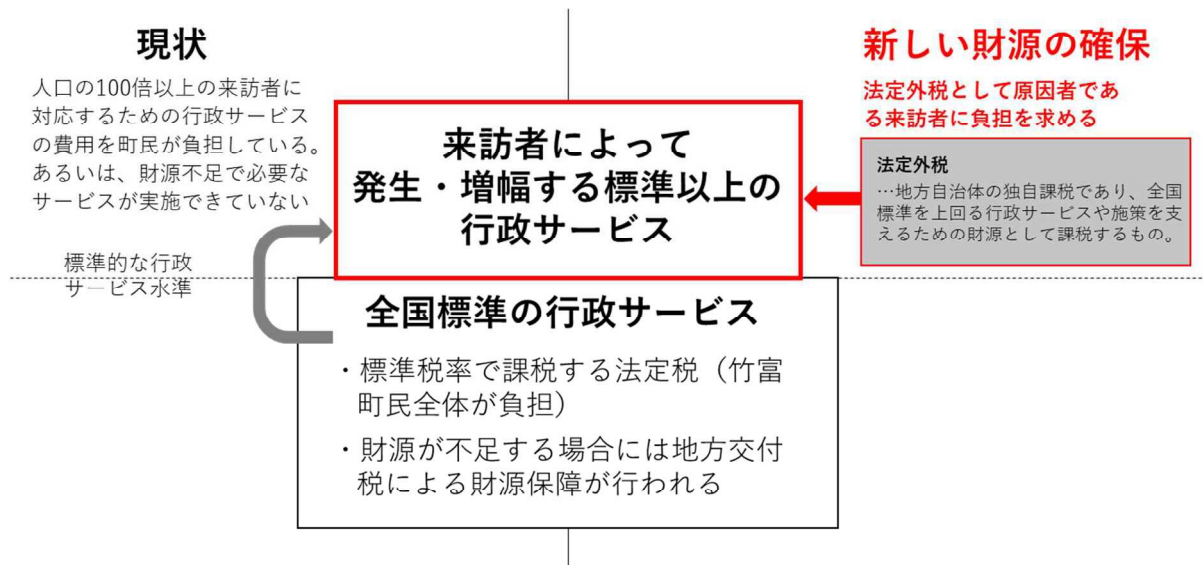 現状
人口の100倍以上の来訪者に
対応するための行政サービス
の費用を町民が負担している。
あるいは、財源不足で必要な
サービスが実施できていない
標準的な行政
サービス水準
来訪者によって
発生・増幅する標準以上の
行政サービス
全国標準の行政サービス
・標準税率で課税する法定税（竹富
町民全体が負担）
・財源が不足する場合には地方交付
税による財源保障が行われる
新しい財源の確保
法定外税として原因者であ
る来訪者に負担を求める
法定外税
…地方自治体の独自課税であり、全国
標準を上回る行政サービスや施策を支
えるための財源として課税するもの。